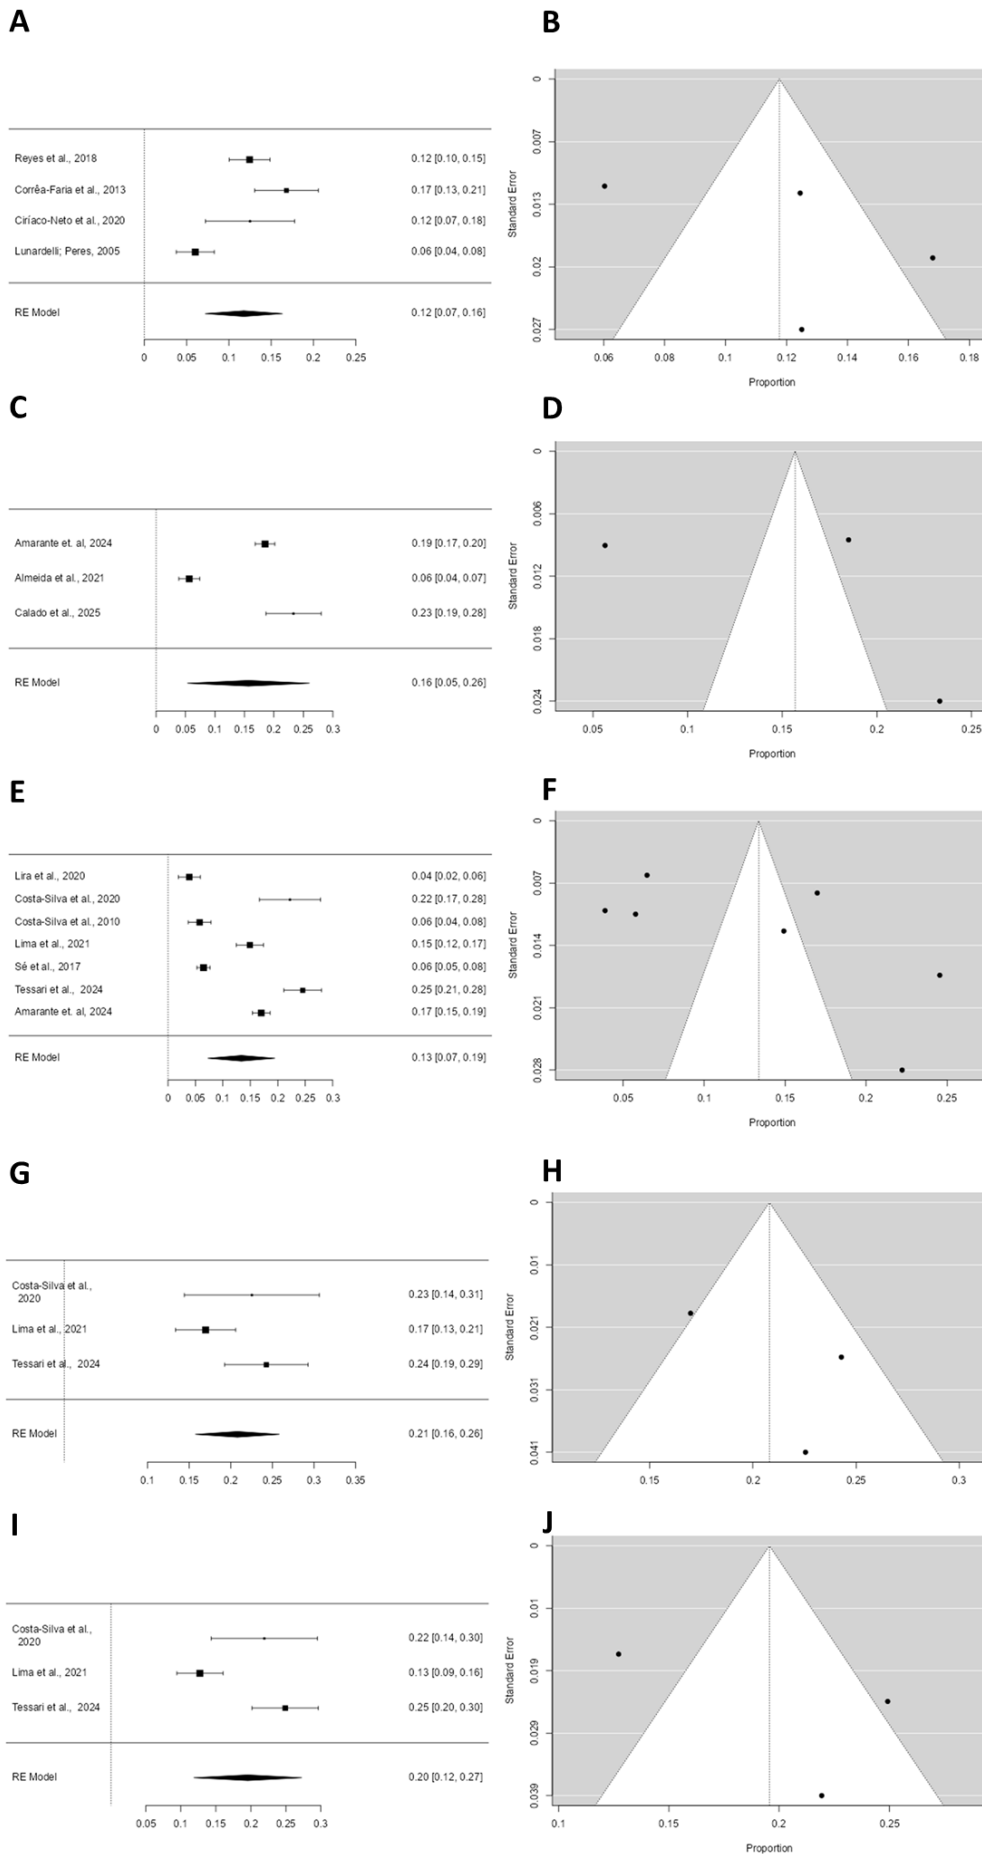 A
Reyes et al., 2018 0.12 [0.10, 0.15]
Corrêa-Faria et al., 2013 0.17 [0.13, 0.21]
Ciríaco-Neto et al., 2020 0.12 [0.07, 0.18]
Lunardelli; Peres, 2005 0.06 [0.04, 0.08]
RE Model 0.12 [0.07, 0.16]
0 0.05 0.1 0.15 0.2 0.25
B
Standard Error
0
0.007
0.013
0.02
0.027
0.06 0.08 0.1 0.12 0.14 0.16 0.18
Proportion
C
Amarante et. al, 2024 0.19 [0.17, 0.20]
Almeida et al., 2021 0.06 [0.04, 0.07]
Calado et al., 2025 0.23 [0.19, 0.28]
RE Model 0.16 [0.05, 0.26]
0 0.05 0.1 0.15 0.2 0.25 0.3
D
Standard Error
0
0.006
0.012
0.018
0.024
0.05 0.1 0.15 0.2 0.25
Proportion
E
Lira et al., 2020 0.04 [0.02, 0.06]
Costa-Silva et al., 2020 0.22 [0.17, 0.28]
Costa-Silva et al., 2010 0.06 [0.04, 0.08]
Lima et al., 2021 0.15 [0.12, 0.17]
Sé et al., 2017 0.06 [0.05, 0.08]
Tessari et al., 2024 0.25 [0.21, 0.28]
Amarante et. al, 2024 0.17 [0.15, 0.19]
RE Model 0.13 [0.07, 0.19]
0 0.05 0.1 0.15 0.2 0.25 0.3
F
Standard Error
0
0.007
0.014
0.021
0.028
0.05 0.1 0.15 0.2 0.25
Proportion
G
Costa-Silva et al.,
2020 0.23 [0.14, 0.31]
Lima et al., 2021 0.17 [0.13, 0.21]
Tessari et al., 2024 0.24 [0.19, 0.29]
RE Model 0.21 [0.16, 0.26]
0.1 0.15 0.2 0.25 0.3 0.35
H
Standard Error
0
0.01
0.021
0.031
0.041
0.15 0.2 0.25 0.3
Proportion
I
Costa-Silva et al.,
2020 0.22 [0.14, 0.30]
Lima et al., 2021 0.13 [0.09, 0.16]
Tessari et al., 2024 0.25 [0.20, 0.30]
RE Model 0.20 [0.12, 0.27]
0.05 0.1 0.15 0.2 0.25 0.3
J
Standard Error
0
0.01
0.019
0.029
0.039
0.1 0.15 0.2 0.25
Proportion